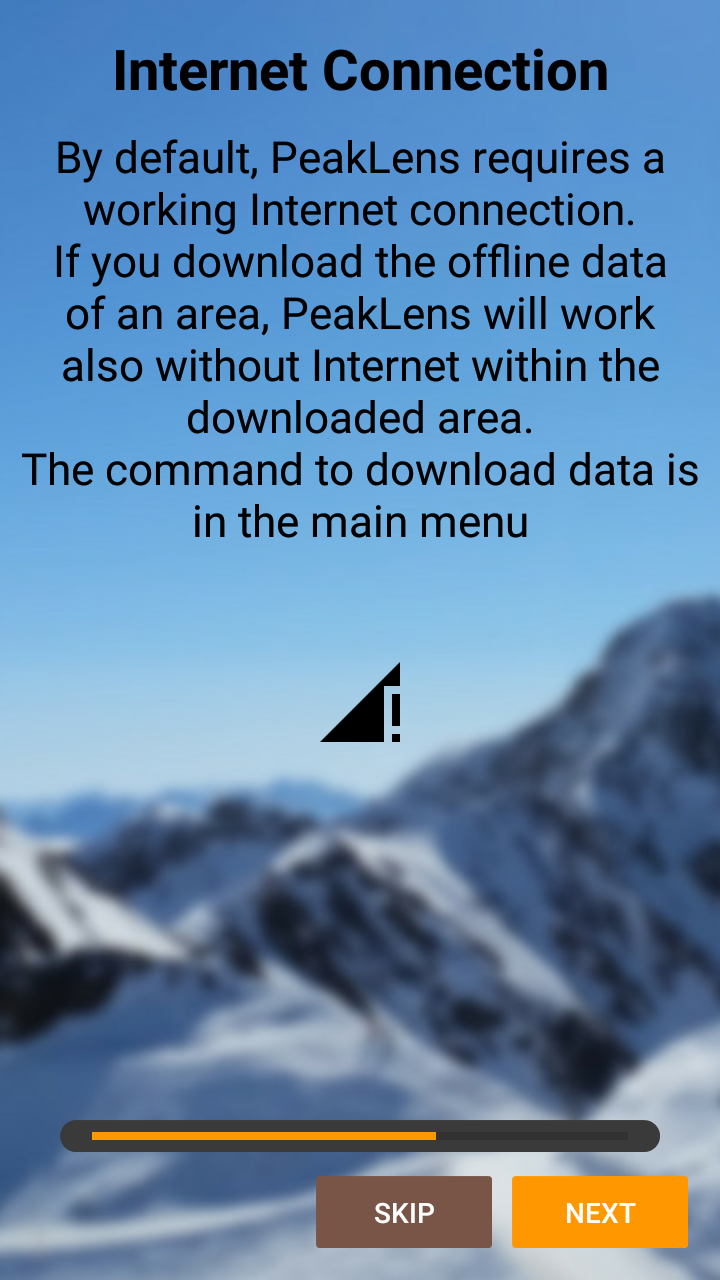 Internet Connection
By default, PeakLens requires a
working Internet connection.
If you download the offline data
of an area, PeakLens will work
also without Internet within the
downloaded area.
The command to download data is
in the main menu
SKIP
NEXT